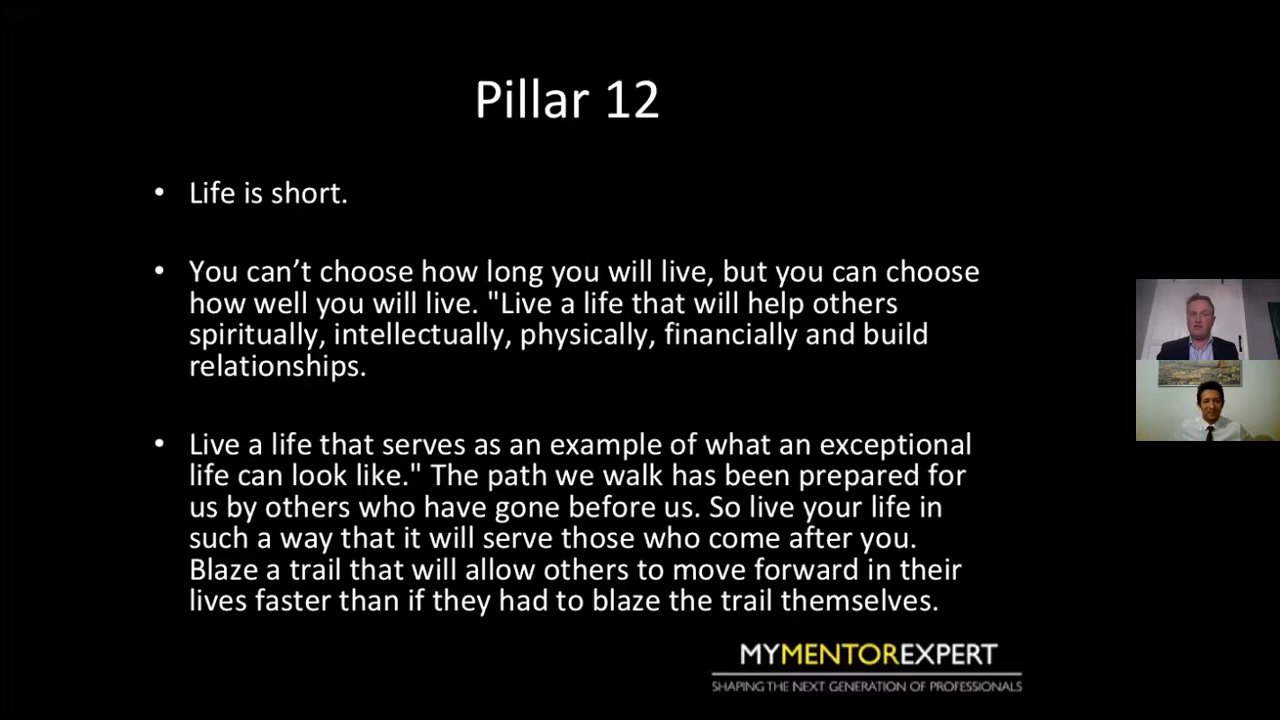 Pillar 12
• Life is short.
• You can’t choose how long you will live, but you can choose
how well you will live. "Live a life that will help others
spiritually, intellectually, physically, financially and build
relationships.
• Live a life that serves as an example of what an exceptional
life can look like." The path we walk has been prepared for
us by others who have gone before us. So live your life in
such a way that it will serve those who come after you.
Blaze a trail that will allow others to move forward in their
lives faster than if they had to blaze the trail themselves.
MYMENTOREXPERT
SHAPING THE NEXT GENERATION OF PROFESSIONALS